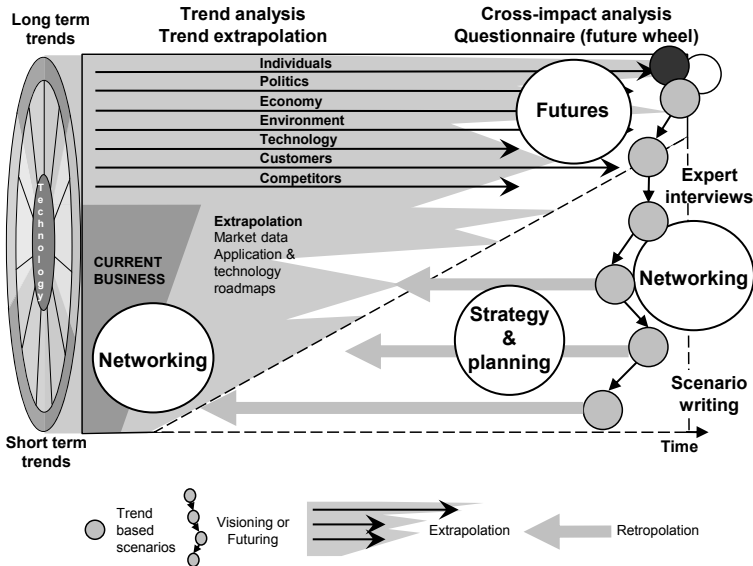 Long term
trends
Trend analysis
Trend extrapolation
Cross-impact analysis
Questionnaire (future wheel)
Individuals
Politics
Economy
Environment
Technology
Customers
Competitors
Futures
Technology
Expert
interviews
Extrapolation
Market data
Application &
technology
roadmaps
CURRENT
BUSINESS
Networking
Strategy
&
planning
Networking
Scenario
writing
Short term
trends
Time
Trend
based
scenarios
Visioning or
Futuring
Extrapolation
Retropolation